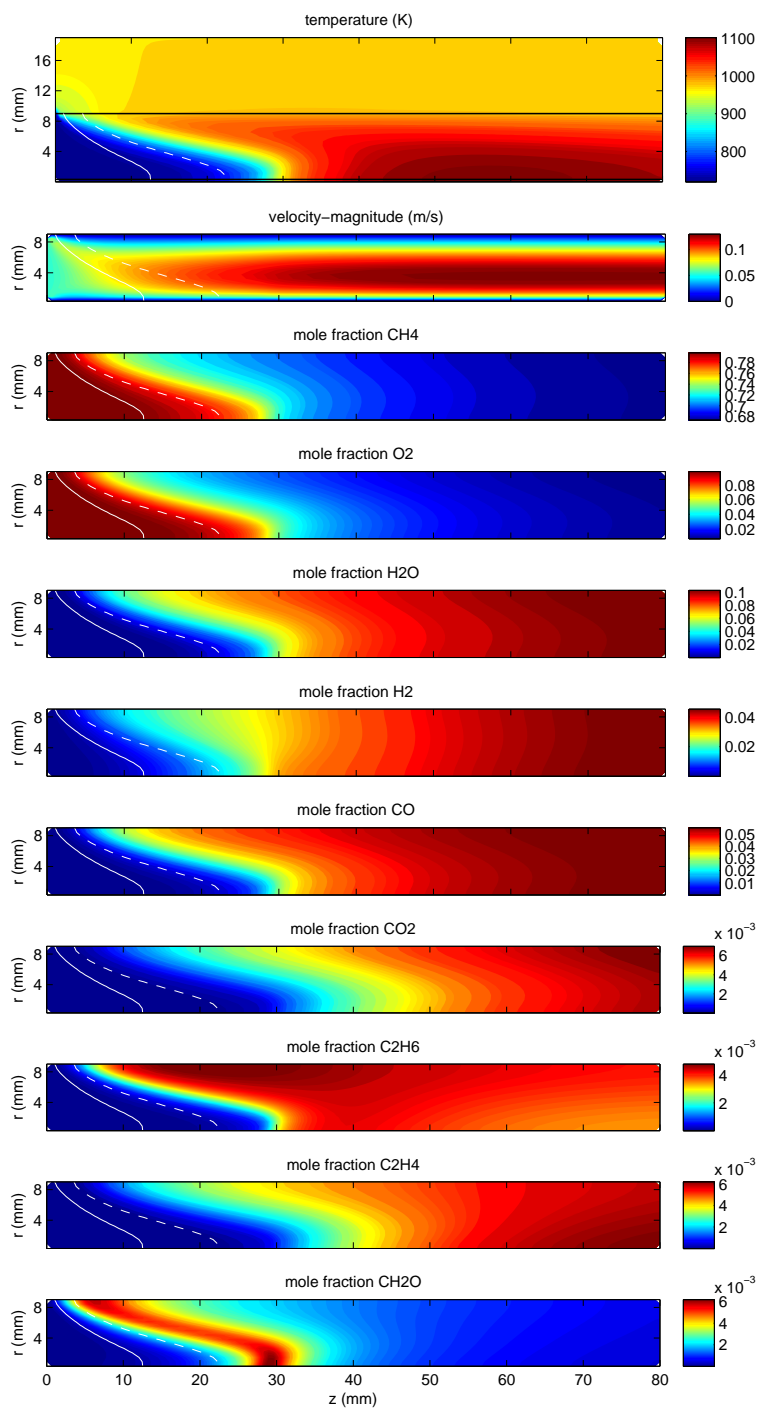 temperature (K)
r (mm)
16
12
8
4
1100
1000
900
800
velocity−magnitude (m/s)
r (mm)
8
4
0.1
0.05
0
mole fraction CH4
r (mm)
8
4
0.78
0.76
0.74
0.72
0.7
0.68
mole fraction O2
r (mm)
8
4
0.08
0.06
0.04
0.02
mole fraction H2O
r (mm)
8
4
0.1
0.08
0.06
0.04
0.02
mole fraction H2
r (mm)
8
4
0.04
0.02
mole fraction CO
r (mm)
8
4
0.05
0.04
0.03
0.02
0.01
mole fraction CO2
r (mm)
8
4
x 10−3
6
4
2
mole fraction C2H6
r (mm)
8
4
x 10−3
4
2
mole fraction C2H4
r (mm)
8
4
x 10−3
6
4
2
mole fraction CH2O
r (mm)
8
4
x 10−3
6
4
2
0 10 20 30 40 50 60 70 80
z (mm)